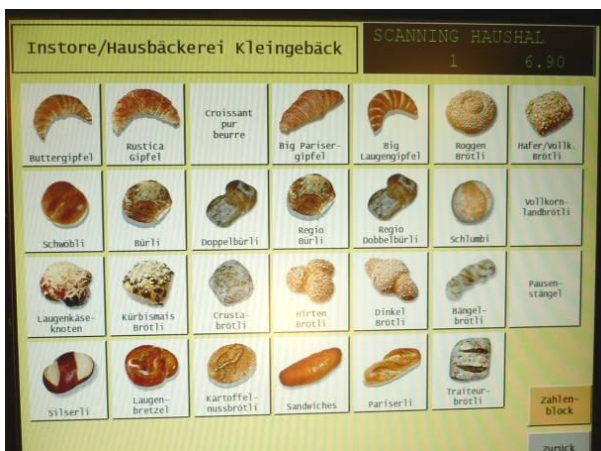 Instore/Hausbäckerei Kleingebäck
SCANNING HAUSHAL
1 6.90
Buttergipfel
Rustica
Gipfel
Croissant
pur
beurre
Big Pariser-
gipfel
Big
Laugengipfel
Roggen
Brötli
Hafer/Vollk.
Brötli
Schwöbli
Bürli
Doppelbürli
Regio
Bürli
Regio
Dobbelbürli
Schlumbi
Vollkorn-
landbrötli
Laugenkäse-
knoten
Kürbismais
Brötli
Crusta-
brötli
Hirten
Brötli
Dinkel
Brötli
Bängel-
brötli
Pausen-
stängel
Silserli
Laugen-
bretzel
Kartoffel-
nussbrötli
Sandwiches
Pariserli
Traiteur-
brötli
Zahlen-
block
zurück